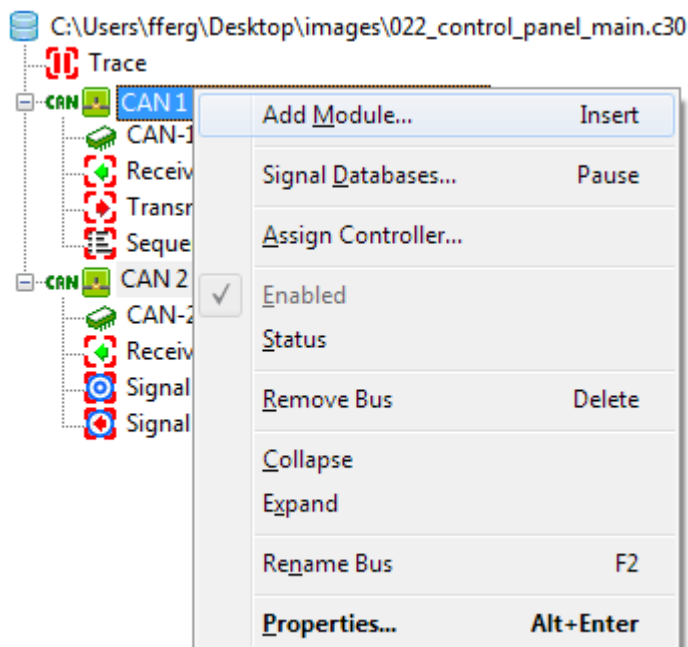 C:\Users\fferg\Desktop\images\022_control_panel_main.c30
Trace
CAN CAN 1
CAN-1
Receiv
Transr
Seque
CAN CAN 2
CAN-2
Receiv
Signal
Signal
Add Module... Insert
Signal Databases... Pause
Assign Controller...
Enabled
Status
Remove Bus Delete
Collapse
Expand
Rename Bus F2
Properties... Alt+Enter